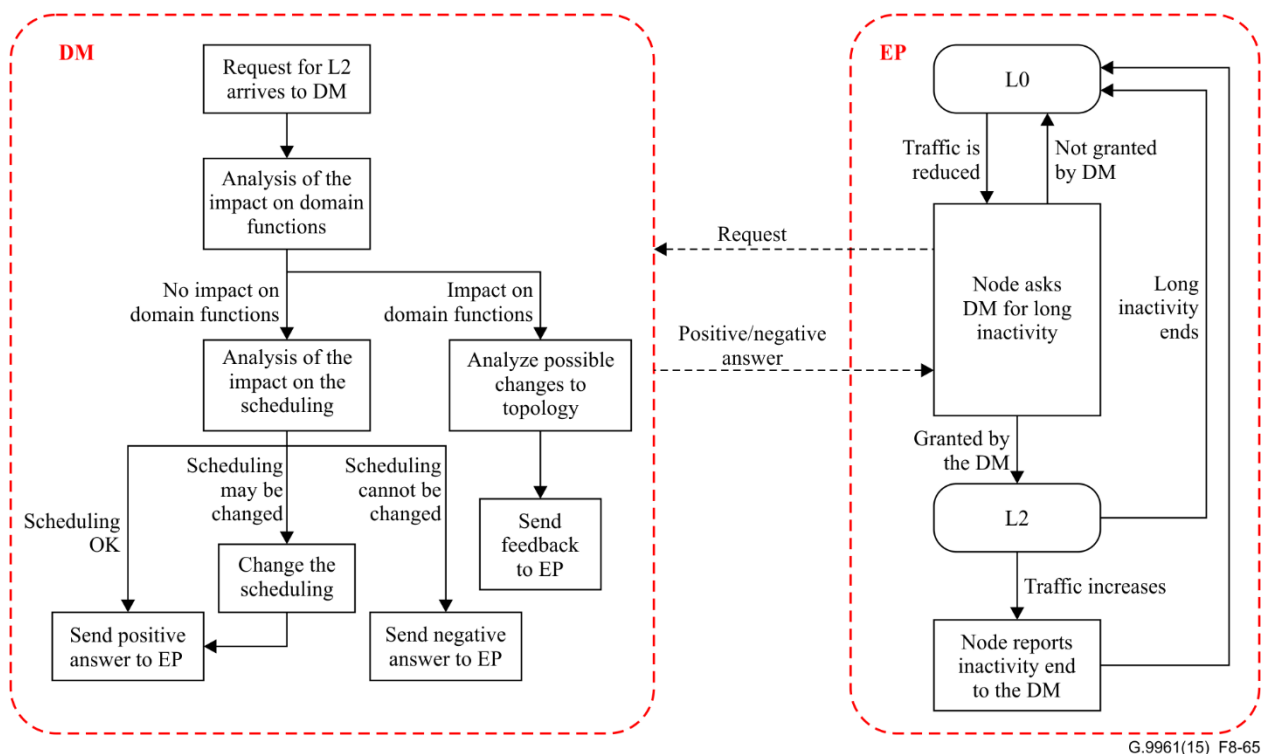 DM
Request for L2
arrives to DM
Analysis of the
impact on domain
functions
No impact on
domain functions
Impact on
domain functions
Analysis of the
impact on the
scheduling
Analyze possible
changes to
topology
Scheduling
OK
Scheduling
may be
changed
Scheduling
cannot be
changed
Change the
scheduling
Send
feedback
to EP
Send positive
answer to EP
Send negative
answer to EP
Request
Positive/negative
answer
EP
L0
Traffic is
reduced
Not granted
by DM
Node asks
DM for long
inactivity
Long
inactivity
ends
Granted by
the DM
L2
Traffic increases
Node reports
inactivity end
to the DM
G.9961(15)_F8-65